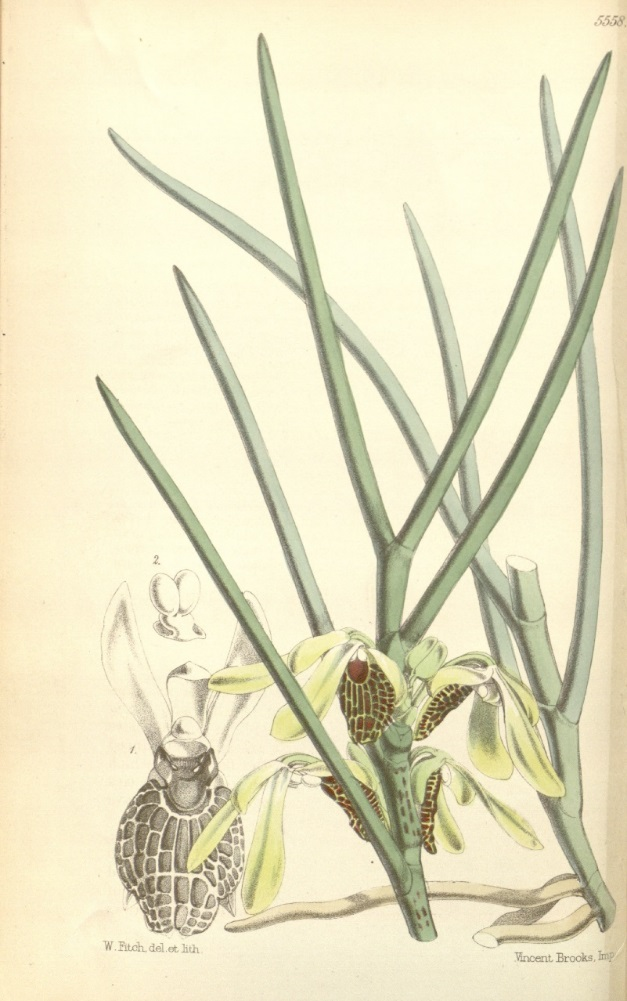 5558.
2.
1.
W. Fitch, del. et lith.
Vincent Brooks, Imp